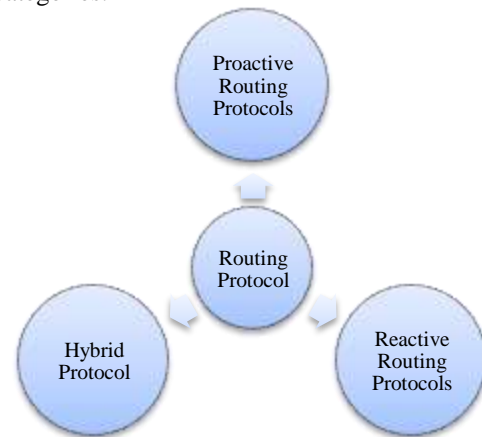 Proactive
Routing
Protocols
Routing
Protocol
Hybrid
Protocol
Reactive
Routing
Protocols